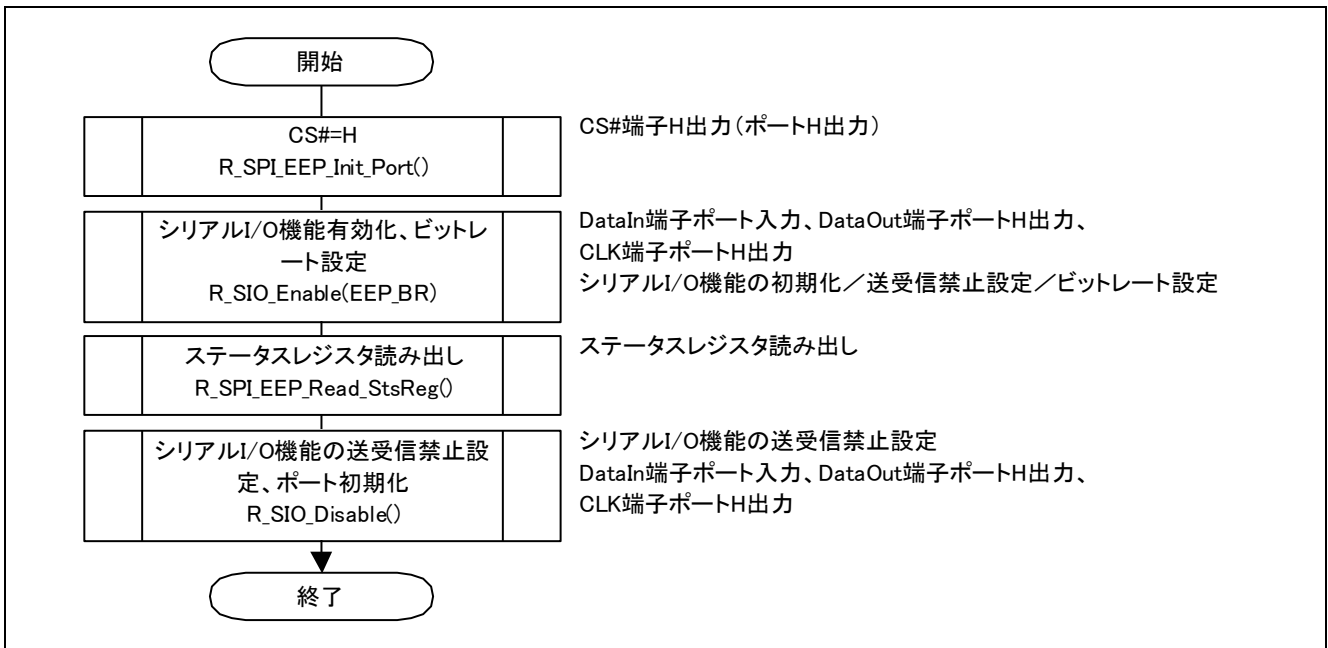 開始
CS#=H
R_SPI_EEP_Init_Port()
CS#端子H出力（ポートH出力）
シリアルI/O機能有効化、ビットレ
ート設定
R_SIO_Enable(EEP_BR)
DataIn端子ポート入力、DataOut端子ポートH出力、
CLK端子ポートH出力
シリアルI/O機能の初期化／送受信禁止設定／ビットレート設定
ステータスレジスタ読み出し
R_SPI_EEP_Read_StsReg()
ステータスレジスタ読み出し
シリアルI/O機能の送受信禁止設
定、ポート初期化
R_SIO_Disable()
シリアルI/O機能の送受信禁止設定
DataIn端子ポート入力、DataOut端子ポートH出力、
CLK端子ポートH出力
終了